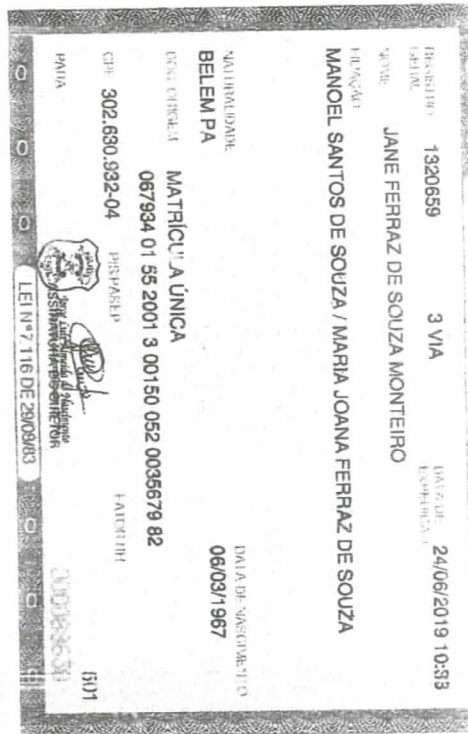 REGISTRO GERAL 1320659 3 VIA DATA DE EXPEDIÇÃO 24/06/2019 10:33
NOME JANE FERRAZ DE SOUZA MONTEIRO
FILIAÇÃO
MANOEL SANTOS DE SOUZA / MARIA JOANA FERRAZ DE SOUZA
NATURALIDADE DATA DE NASCIMENTO
BELEM PA 06/03/1967
DOC. ORIGEM MATRÍCULA ÚNICA
067934 01 55 2001 3 00150 052 0035679 82
CPF 302.630.932-04 PIS/PASEP FATOR RH
ASSINATURA DO DIRETOR
501
LEI Nº 7.116 DE 29/08/83